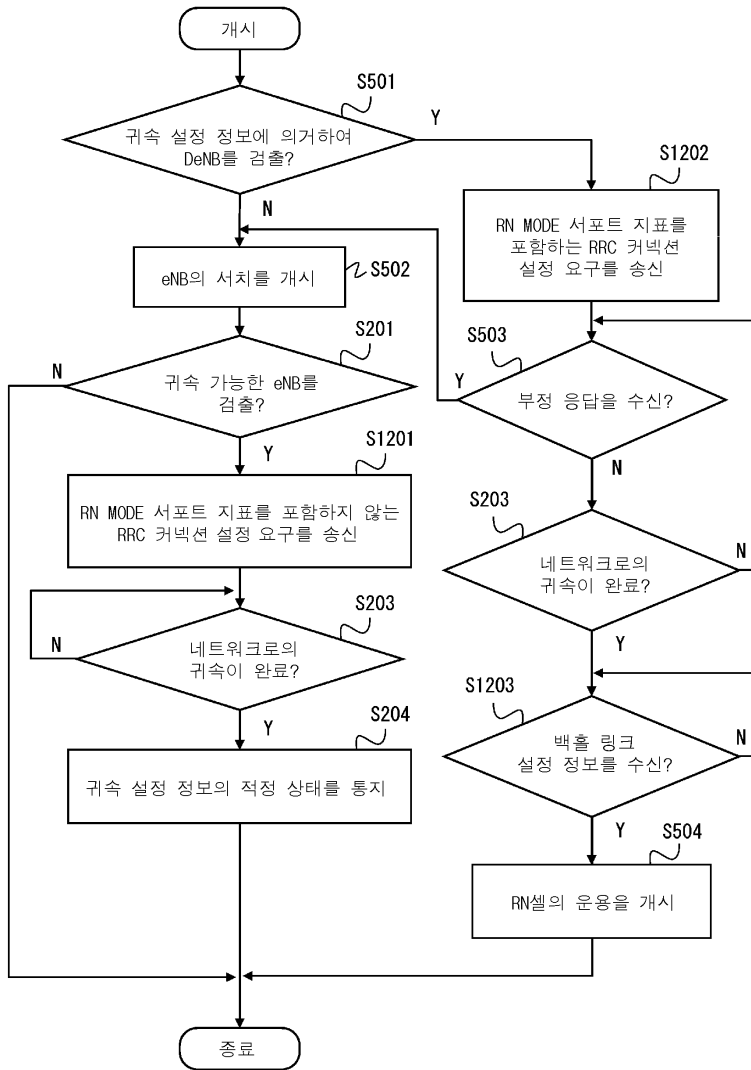 개시
S501
귀속 설정 정보에 의거하여
DeNB를 검출?
Y
N
S1202
RN MODE 서포트 지표를
포함하는 RRC 커넥션
설정 요구를 송신
eNB의 서치를 개시
S502
S201
N
귀속 가능한 eNB를
검출?
Y
S503
Y
부정 응답을 수신?
N
S1201
RN MODE 서포트 지표를 포함하지 않는
RRC 커넥션 설정 요구를 송신
S203
네트워크로의
귀속이 완료?
N
Y
S203
N
네트워크로의
귀속이 완료?
Y
S1203
백홀 링크
설정 정보를 수신?
N
Y
S204
귀속 설정 정보의 적정 상태를 통지
S504
RN셀의 운용을 개시
종료